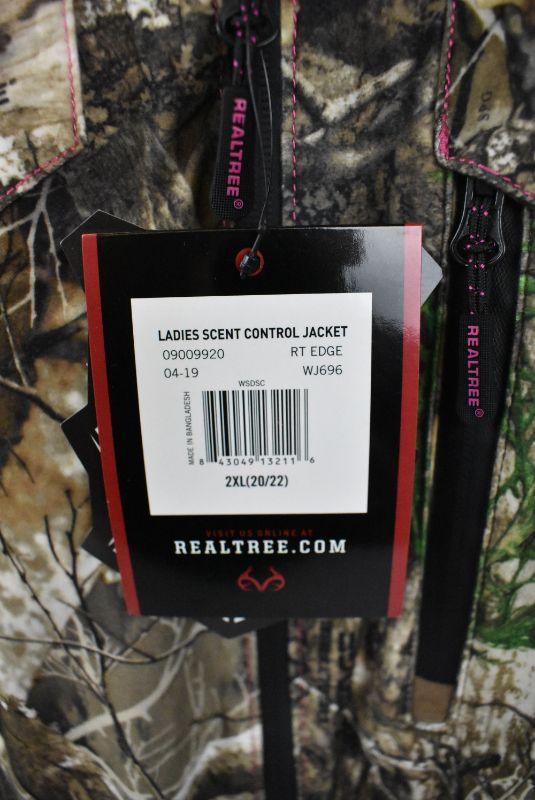 REALTREE®
REALTREE®
LADIES SCENT CONTROL JACKET
09009920 RT EDGE
04-19 WJ696
WSDSC
MADE IN BANGLADESH
8 43049 13211 6
2XL(20/22)
VISIT US ONLINE AT
REALTREE.COM